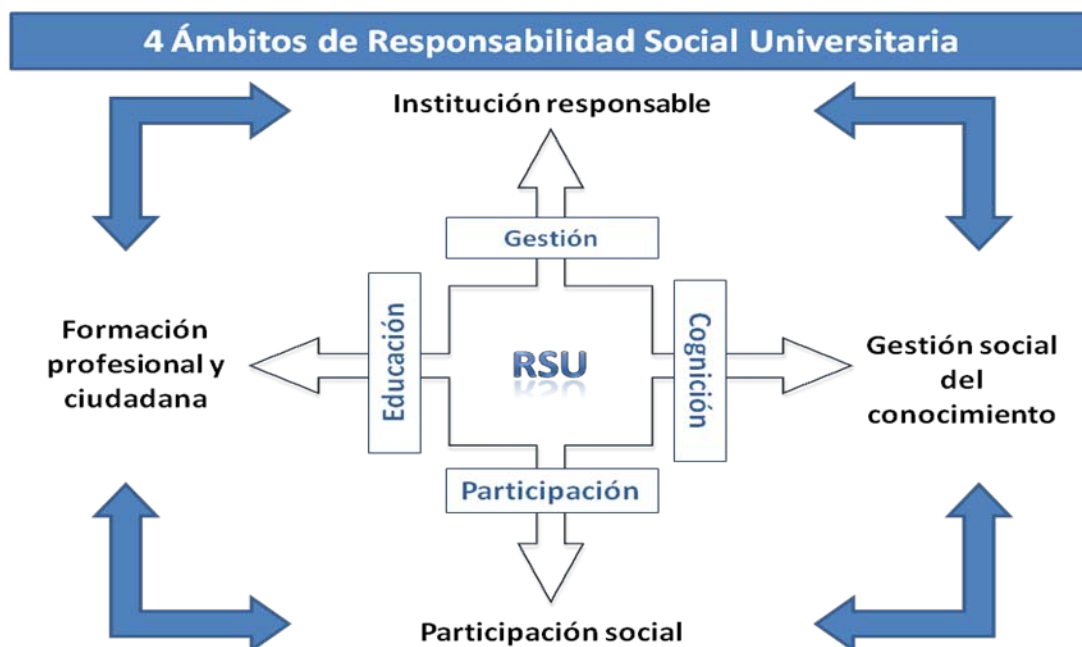 4 Ámbitos de Responsabilidad Social Universitaria
Institución responsable
Gestión
Formación
profesional y
ciudadana
Educación
RSU
Cognición
Gestión social
del
conocimiento
Participación
Participación social